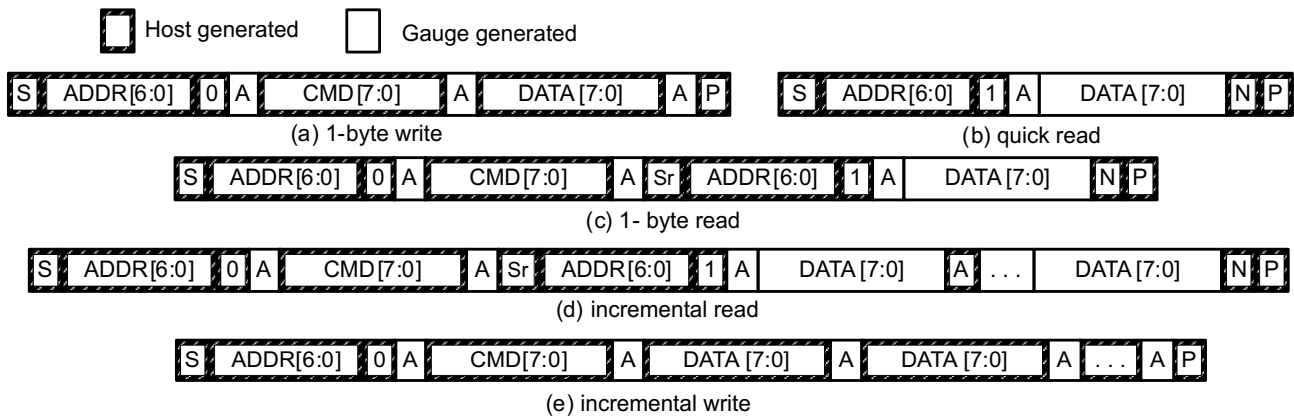 Host generated Gauge generated
S ADDR[6:0] 0 A CMD[7:0] A DATA[7:0] A P S ADDR[6:0] 1 A DATA[7:0] N P
(a) 1-byte write (b) quick read
S ADDR[6:0] 0 A CMD[7:0] A Sr ADDR[6:0] 1 A DATA[7:0] N P
(c) 1- byte read
S ADDR[6:0] 0 A CMD[7:0] A Sr ADDR[6:0] 1 A DATA[7:0] A . . . DATA[7:0] N P
(d) incremental read
S ADDR[6:0] 0 A CMD[7:0] A DATA[7:0] A DATA[7:0] A . . . A P
(e) incremental write